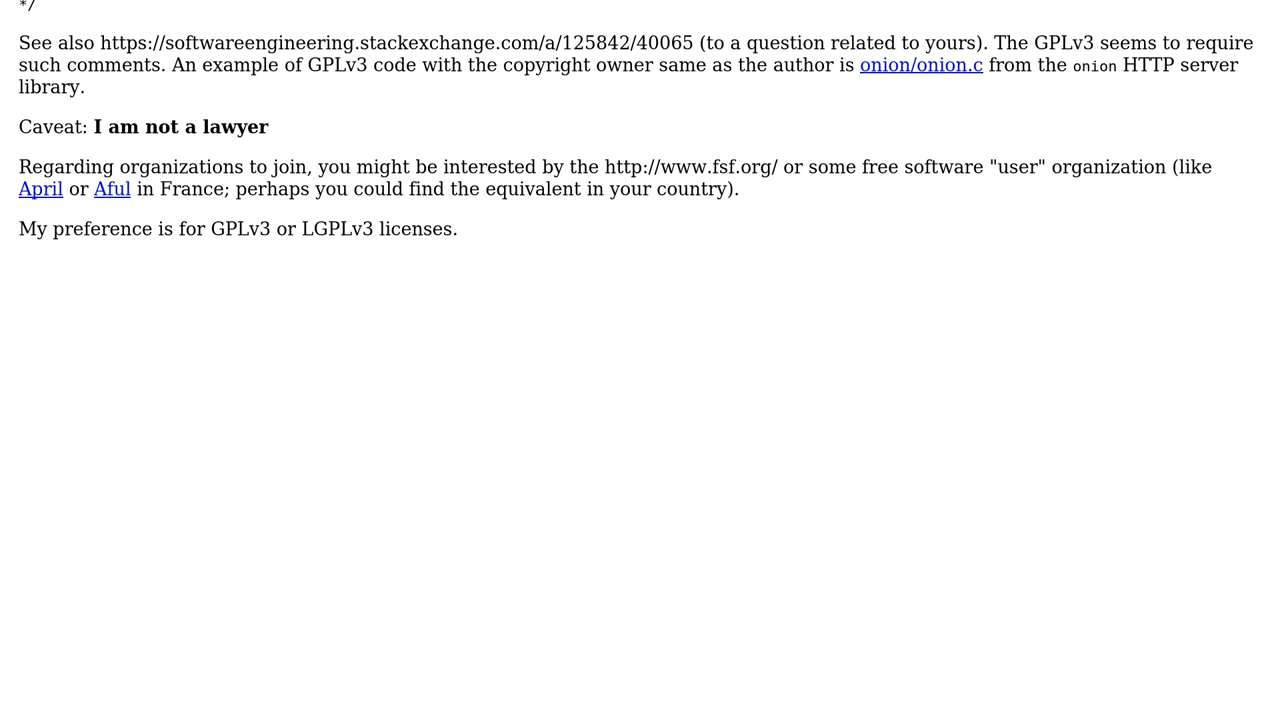 */
See also https://softwareengineering.stackexchange.com/a/125842/40065 (to a question related to yours). The GPLv3 seems to require
such comments. An example of GPLv3 code with the copyright owner same as the author is onion/onion.c from the onion HTTP server
library.
Caveat: I am not a lawyer
Regarding organizations to join, you might be interested by the http://www.fsf.org/ or some free software "user" organization (like
April or Aful in France; perhaps you could find the equivalent in your country).
My preference is for GPLv3 or LGPLv3 licenses.